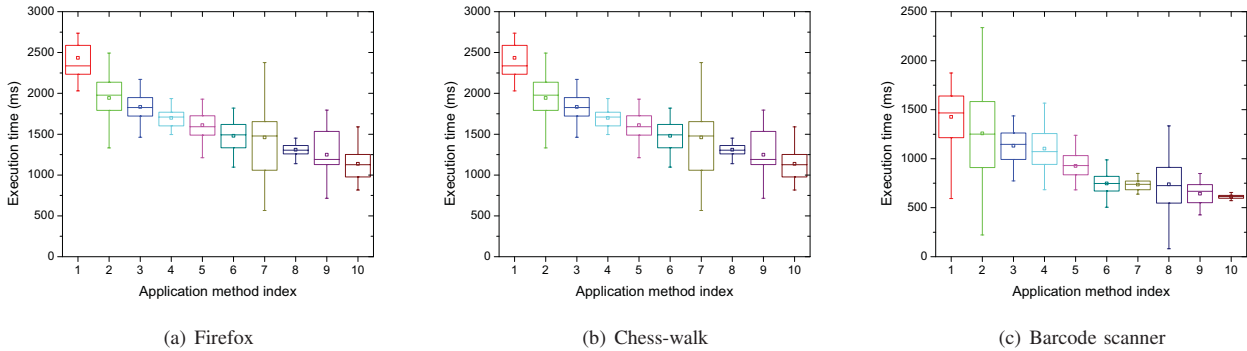 3000
2500
2000
1500
1000
500
0
Execution time (ms)
1 2 3 4 5 6 7 8 9 10
Application method index
(a) Firefox
3000
2500
2000
1500
1000
500
0
Execution time (ms)
1 2 3 4 5 6 7 8 9 10
Application method index
(b) Chess-walk
2500
2000
1500
1000
500
0
Execution time (ms)
1 2 3 4 5 6 7 8 9 10
Application method index
(c) Barcode scanner